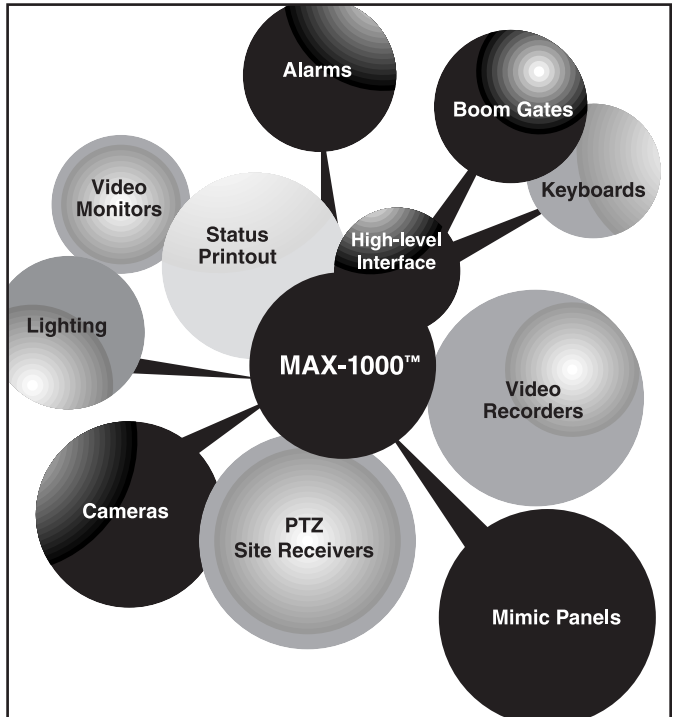 Alarms
Boom Gates
Keyboards
Video
Monitors
Status
Printout
High-level
Interface
Lighting
MAX-1000™
Video
Recorders
Cameras
PTZ
Site Receivers
Mimic Panels